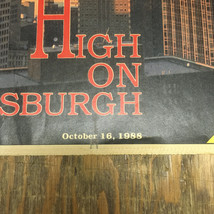 HIGH
ON
SBURGH
October 16, 1988